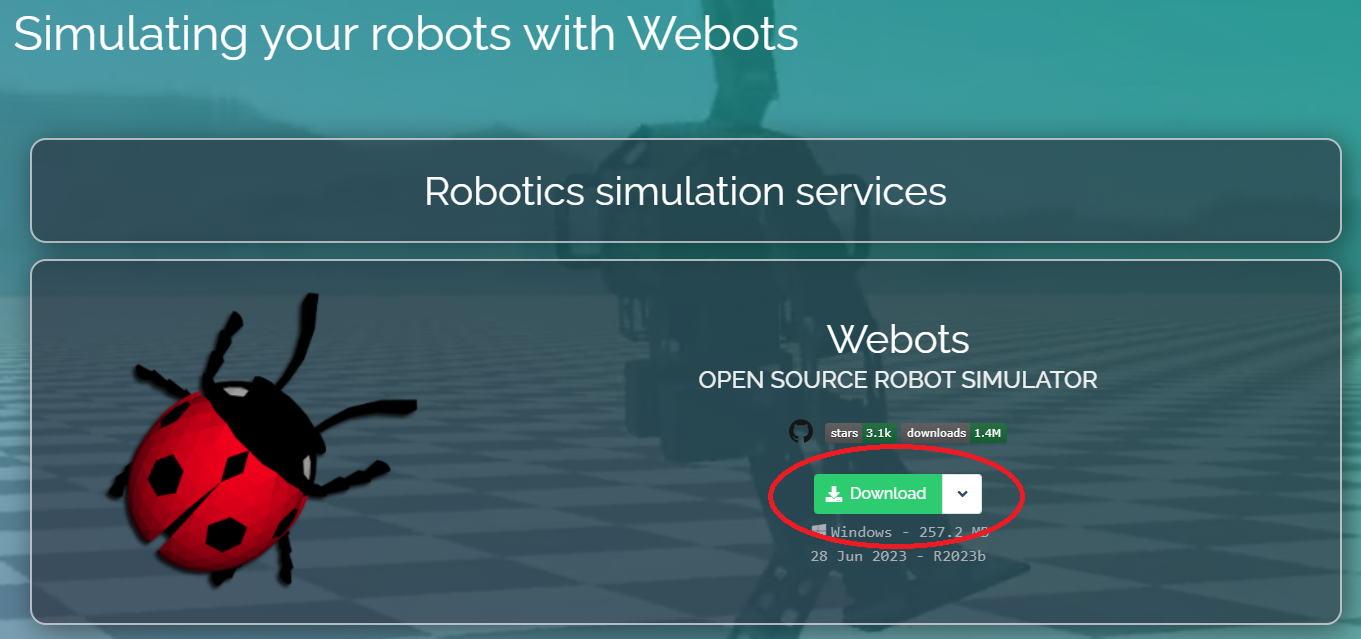 Simulating your robots with Webots
Robotics simulation services
Webots
OPEN SOURCE ROBOT SIMULATOR
stars 3.1k downloads 1.4M
Download
Windows - 257.2 MB
28 Jun 2023 - R2023b